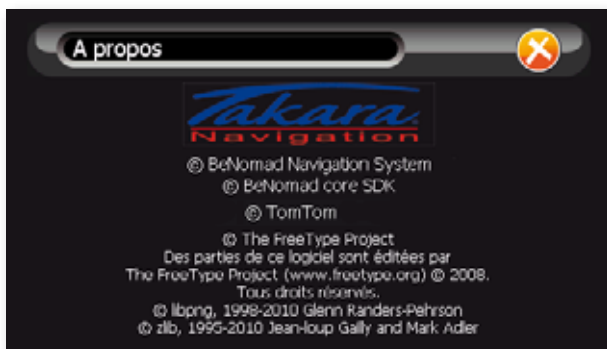 A propos
Takara
Navigation
© BeNomad Navigation System
© BeNomad core SDK
© TomTom
© The FreeType Project
Des parties de ce logiciel sont éditées par
The FreeType Project (www.freetype.org) © 2008.
Tous droits réservés.
© libpng, 1998-2010 Glenn Randers-Pehrson
© zlib, 1995-2010 Jean-loup Gailly and Mark Adler